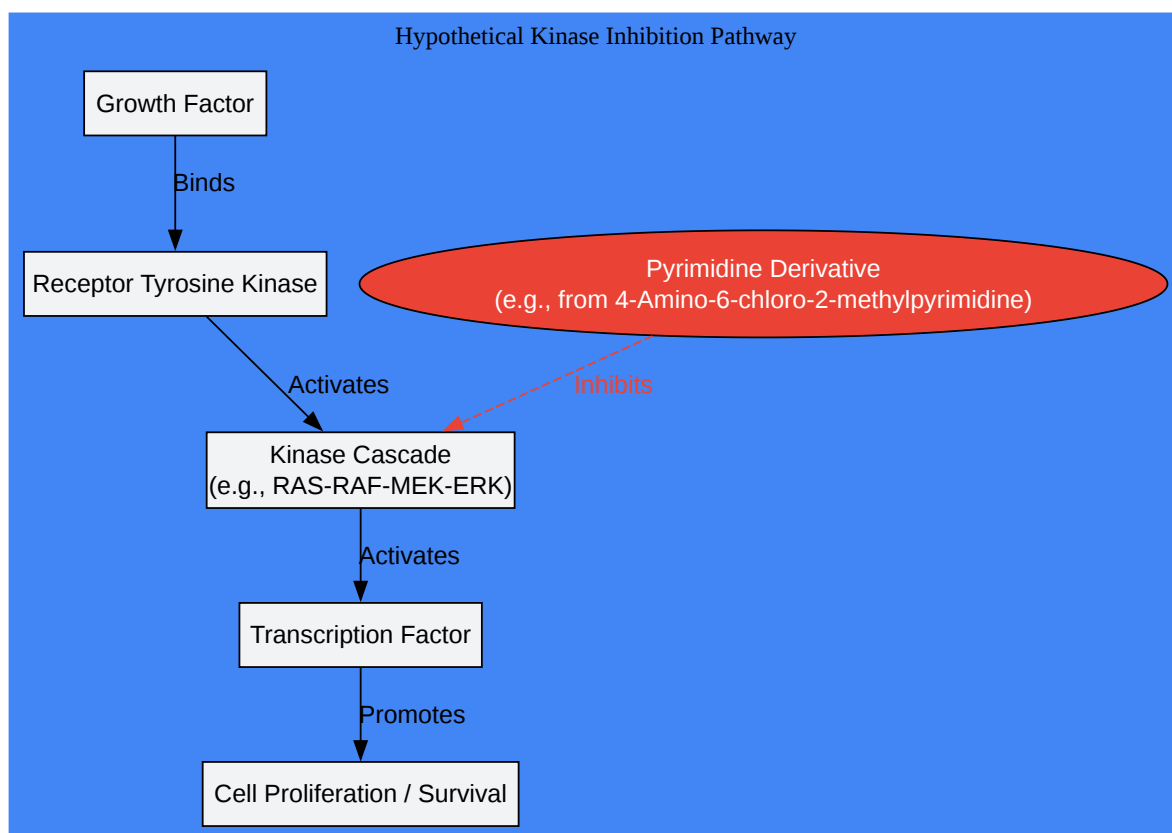 Hypothetical Kinase Inhibition Pathway
Growth Factor
Binds
Receptor Tyrosine Kinase
Pyrimidine Derivative
(e.g., from 4-Amino-6-chloro-2-methylpyrimidine)
Activates
Inhibits
Kinase Cascade
(e.g., RAS-RAF-MEK-ERK)
Activates
Transcription Factor
Promotes
Cell Proliferation / Survival